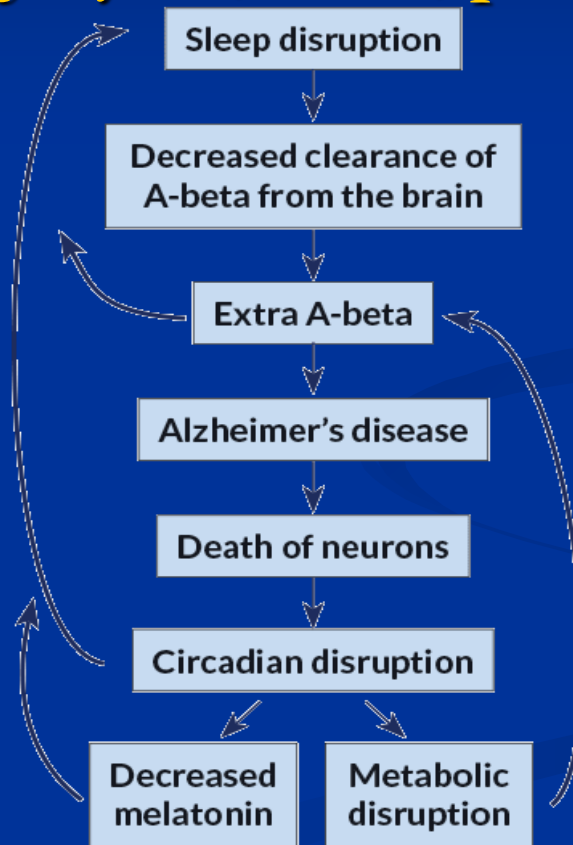 Sleep disruption
Decreased clearance of
A-beta from the brain
Extra A-beta
Alzheimer’s disease
Death of neurons
Circadian disruption
Decreased
melatonin
Metabolic
disruption